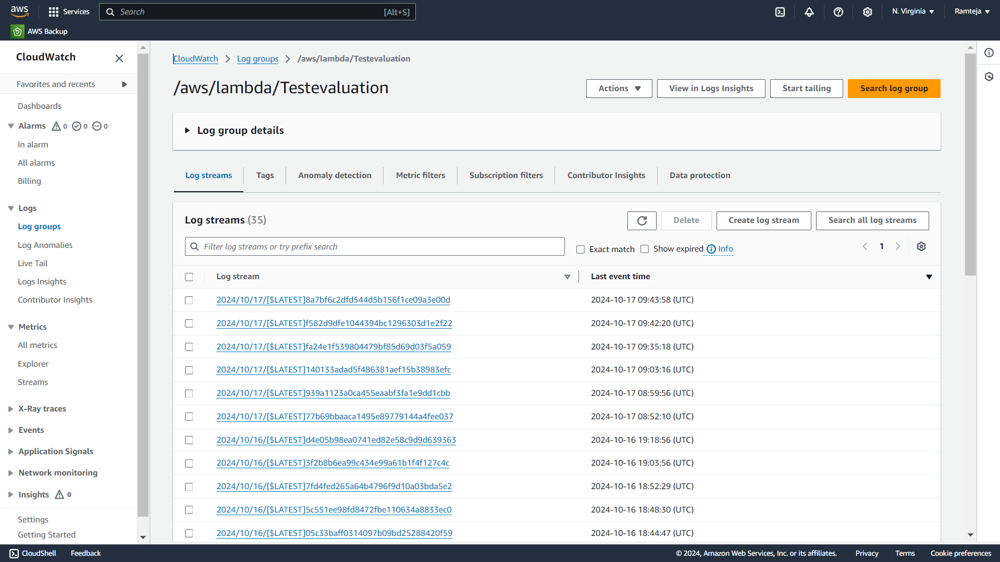 aws
Services
Search
[Alt+S]
N. Virginia
Ramteja
AWS Backup
CloudWatch
Favorites and recents
Dashboards
Alarms 0 0 0
In alarm
All alarms
Billing
Logs
Log groups
Log Anomalies
Live Tail
Logs Insights
Contributor Insights
Metrics
All metrics
Explorer
Streams
X-Ray traces
Events
Application Signals
Network monitoring
Insights 0
Settings
Getting Started
CloudWatch
Log groups
/aws/lambda/Testevaluation
/aws/lambda/Testevaluation
Actions
View in Logs Insights
Start tailing
Search log group
Log group details
Log streams
Tags
Anomaly detection
Metric filters
Subscription filters
Contributor Insights
Data protection
Log streams (35)
Delete
Create log stream
Search all log streams
Filter log streams or try prefix search
Exact match
Show expired
Info
1
Log stream
Last event time
2024/10/17/[$LATEST]8a7bf6c2dfd544d5b156f1ce09a3e00d 2024-10-17 09:43:58 (UTC)
2024/10/17/[$LATEST]f582d9dfe1044394bc1296303d1e2f22 2024-10-17 09:42:20 (UTC)
2024/10/17/[$LATEST]fa24e1f539804479bf85d69d03f5a059 2024-10-17 09:35:18 (UTC)
2024/10/17/[$LATEST]140133adad5f486381aef15b38983efc 2024-10-17 09:03:16 (UTC)
2024/10/17/[$LATEST]939a1123a0ca455eaabf3fa1e9dd1cbb 2024-10-17 08:59:56 (UTC)
2024/10/17/[$LATEST]77b69bbaaca1495e89779144a4fee037 2024-10-17 08:52:10 (UTC)
2024/10/16/[$LATEST]d4e05b98ea0741ed82e58c9d9d639363 2024-10-16 19:18:56 (UTC)
2024/10/16/[$LATEST]3f2b8b6ea99c434e99a61b1f4f127c4c 2024-10-16 19:03:56 (UTC)
2024/10/16/[$LATEST]7fd4fed265a64b4796f9d10a03bda5e2 2024-10-16 18:52:29 (UTC)
2024/10/16/[$LATEST]5c551ee98fd8472fbe110634a8833ec0 2024-10-16 18:48:30 (UTC)
2024/10/16/[$LATEST]05c33baff0314097b09bd25288420f59 2024-10-16 18:44:47 (UTC)
CloudShell
Feedback
© 2024, Amazon Web Services, Inc. or its affiliates.
Privacy
Terms
Cookie preferences